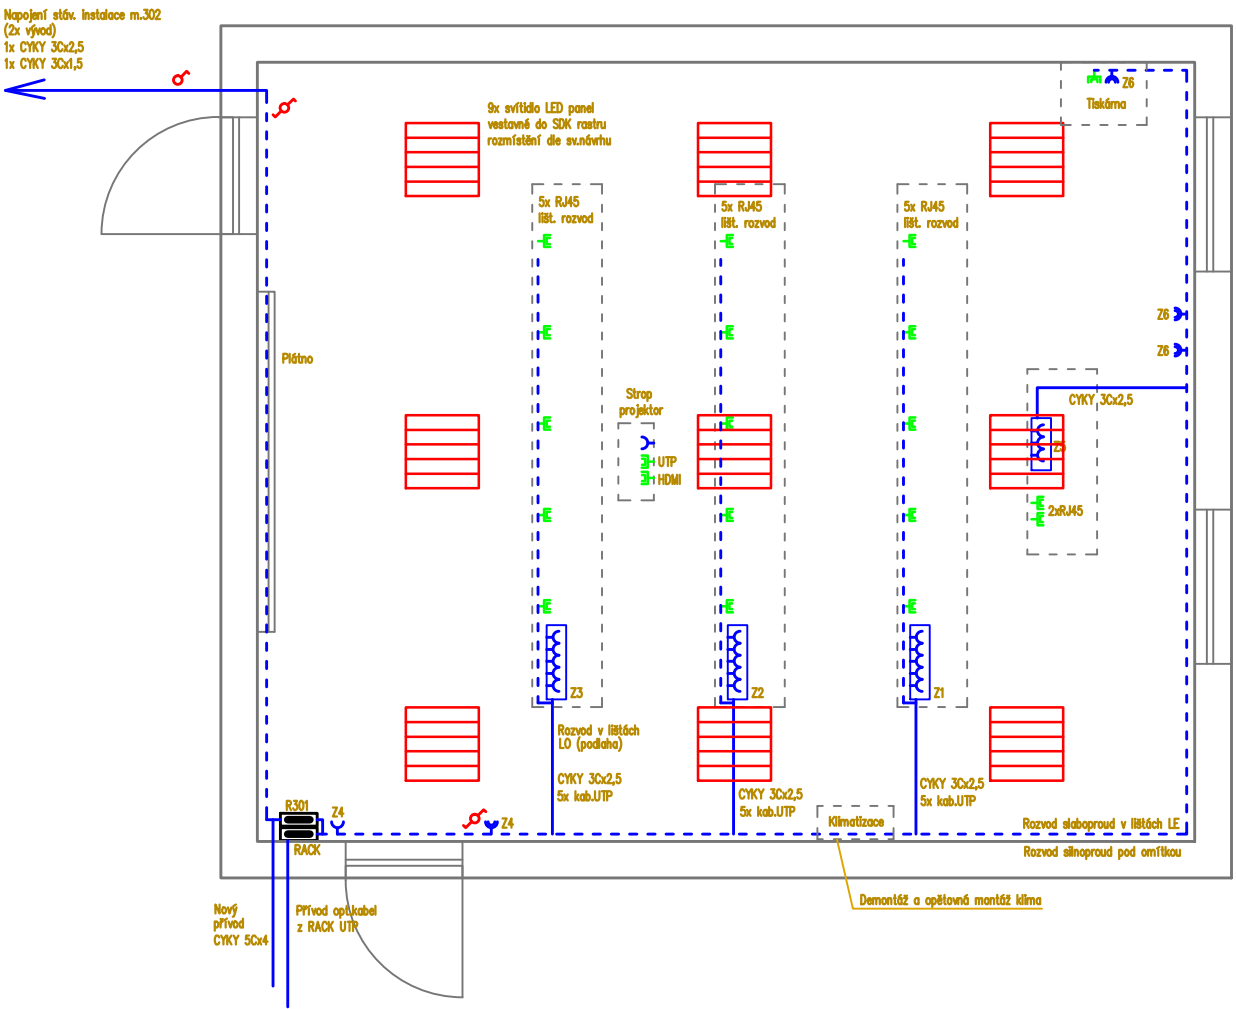 Napojení stáv. instalace m.302
(2x vývod)
1x CYKY 3Cx2,5
1x CYKY 3Cx1,5
9x svítidlo LED panel
vestavné do SDK rastru
rozmístění dle sv.návrhu
Z6
Tiskárna
5x RJ45
lišt. rozvod
5x RJ45
lišt. rozvod
5x RJ45
lišt. rozvod
Z6
Z6
Plátno
Strop
projektor
UTP
HDMI
CYKY 3Cx2,5
Z5
2xRJ45
Z3
Z2
Z1
Rozvod v lištách
LO (podlaha)
CYKY 3Cx2,5
5x kab.UTP
CYKY 3Cx2,5
5x kab.UTP
CYKY 3Cx2,5
5x kab.UTP
R301
Z4
RACK
Z4
Klimatizace
Rozvod slaboproud v lištách LE
Rozvod silnoproud pod omítkou
Demontáž a opětovná montáž klima
Nový
přívod
CYKY 5Cx4
Přívod opt.kabel
z RACK UTP